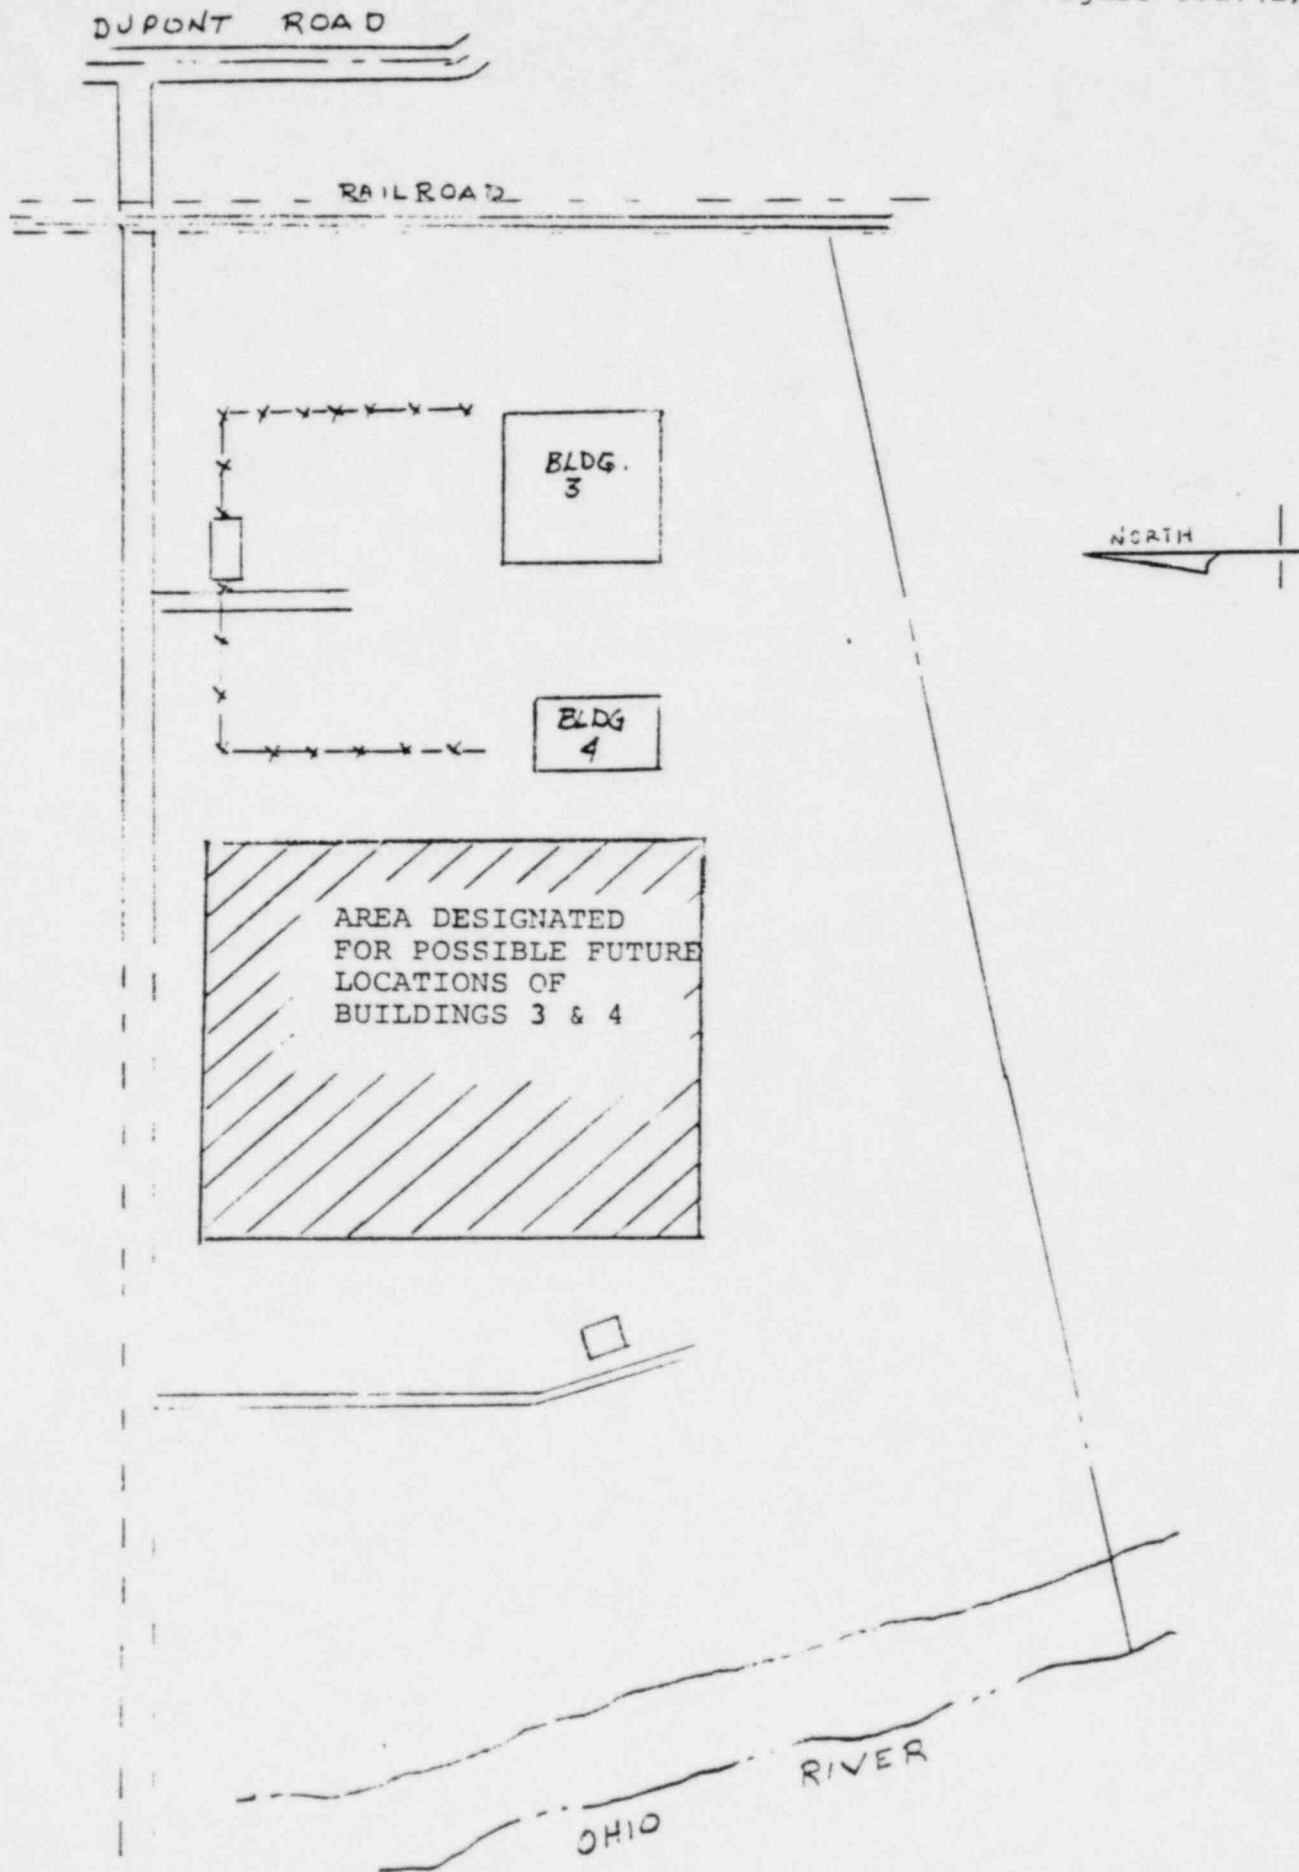 DUPONT ROAD
RAILROAD
BLDG.
3
NORTH
BLDG
4
AREA DESIGNATED
FOR POSSIBLE FUTURE
LOCATIONS OF
BUILDINGS 3 & 4
RIVER
OHIO